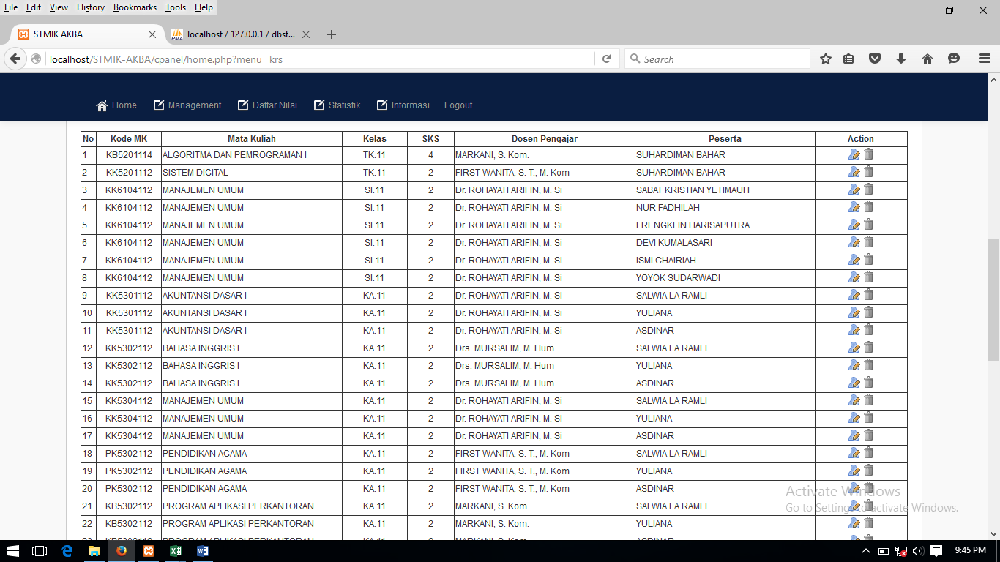 File Edit View History Bookmarks Tools Help
STMIK AKBA
localhost / 127.0.0.1 / dbst...
localhost/STMIK-AKBA/cpanel/home.php?menu=krs
Search
Home Management Daftar Nilai Statistik Informasi Logout
No Kode MK Mata Kuliah Kelas SKS Dosen Pengajar Peserta Action
1 KB5201114 ALGORITMA DAN PEMROGRAMAN I TK.11 4 MARKANI, S. Kom. SUHARDIMAN BAHAR
2 KK5201112 SISTEM DIGITAL TK.11 2 FIRST WANITA, S. T., M. Kom SUHARDIMAN BAHAR
3 KK6104112 MANAJEMEN UMUM SI.11 2 Dr. ROHAYATI ARIFIN, M. Si SABAT KRISTIAN YETIMAUH
4 KK6104112 MANAJEMEN UMUM SI.11 2 Dr. ROHAYATI ARIFIN, M. Si NUR FADHILAH
5 KK6104112 MANAJEMEN UMUM SI.11 2 Dr. ROHAYATI ARIFIN, M. Si FRENGKLIN HARISAPUTRA
6 KK6104112 MANAJEMEN UMUM SI.11 2 Dr. ROHAYATI ARIFIN, M. Si DEVI KUMALASARI
7 KK6104112 MANAJEMEN UMUM SI.11 2 Dr. ROHAYATI ARIFIN, M. Si ISMI CHAIRIAH
8 KK6104112 MANAJEMEN UMUM SI.11 2 Dr. ROHAYATI ARIFIN, M. Si YOYOK SUDARWADI
9 KK5301112 AKUNTANSI DASAR I KA.11 2 Dr. ROHAYATI ARIFIN, M. Si SALWIA LA RAMLI
10 KK5301112 AKUNTANSI DASAR I KA.11 2 Dr. ROHAYATI ARIFIN, M. Si YULIANA
11 KK5301112 AKUNTANSI DASAR I KA.11 2 Dr. ROHAYATI ARIFIN, M. Si ASDINAR
12 KK5302112 BAHASA INGGRIS I KA.11 2 Drs. MURSALIM, M. Hum SALWIA LA RAMLI
13 KK5302112 BAHASA INGGRIS I KA.11 2 Drs. MURSALIM, M. Hum YULIANA
14 KK5302112 BAHASA INGGRIS I KA.11 2 Drs. MURSALIM, M. Hum ASDINAR
15 KK5304112 MANAJEMEN UMUM KA.11 2 Dr. ROHAYATI ARIFIN, M. Si SALWIA LA RAMLI
16 KK5304112 MANAJEMEN UMUM KA.11 2 Dr. ROHAYATI ARIFIN, M. Si YULIANA
17 KK5304112 MANAJEMEN UMUM KA.11 2 Dr. ROHAYATI ARIFIN, M. Si ASDINAR
18 PK5302112 PENDIDIKAN AGAMA KA.11 2 FIRST WANITA, S. T., M. Kom SALWIA LA RAMLI
19 PK5302112 PENDIDIKAN AGAMA KA.11 2 FIRST WANITA, S. T., M. Kom YULIANA
20 PK5302112 PENDIDIKAN AGAMA KA.11 2 FIRST WANITA, S. T., M. Kom ASDINAR
21 KB5302112 PROGRAM APLIKASI PERKANTORAN KA.11 2 MARKANI, S. Kom. SALWIA LA RAMLI
22 KB5302112 PROGRAM APLIKASI PERKANTORAN KA.11 2 MARKANI, S. Kom. YULIANA
Activate Windows
Go to Settings to activate Windows.
9:45 PM